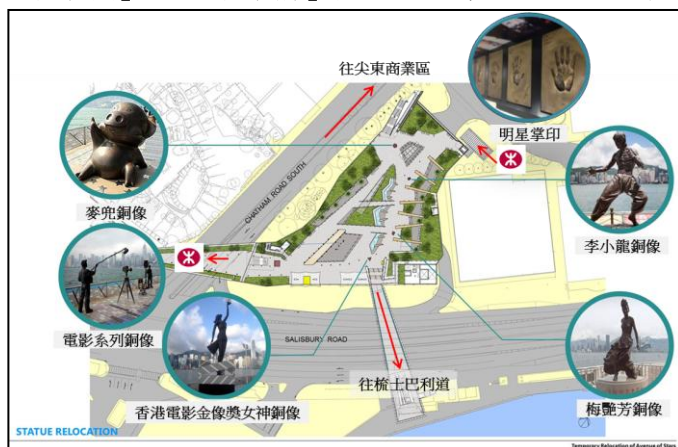 往尖東商業區
明星掌印
CHATHAM ROAD SOUTH
麥兜銅像
李小龍銅像
電影系列銅像
SALISBURY ROAD
香港電影金像獎女神銅像
往梳士巴利道
梅艷芳銅像
STATUE RELOCATION
Temporary Relocation of Avenue of Stars